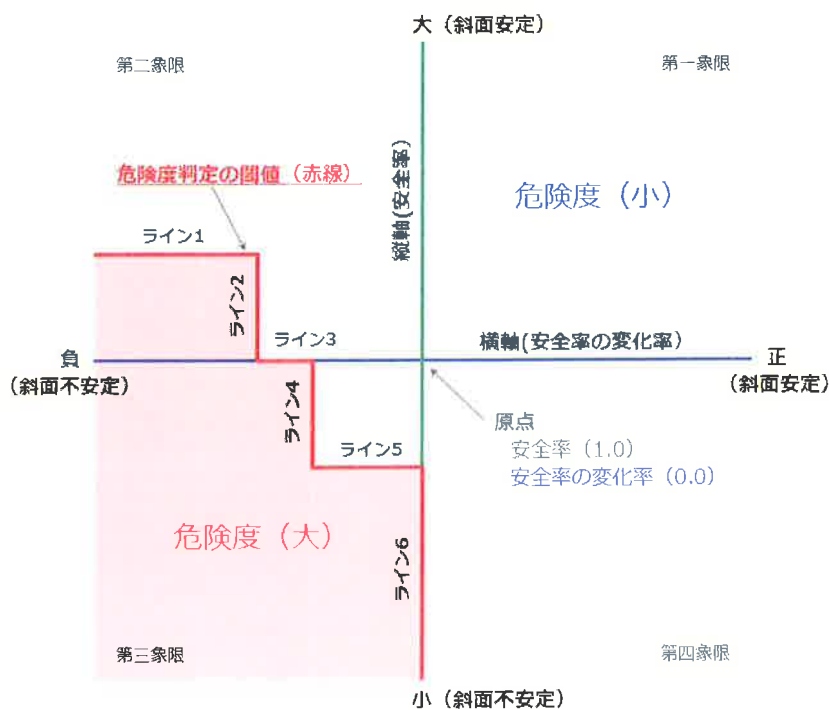 大（斜面安定）
第二象限
第一象限
危険度判定の閾値（赤線）
縦軸(安全率)
危険度（小）
ライン1
ライン2
ライン3
横軸(安全率の変化率）
負
（斜面不安定）
正
（斜面安定）
ライン4
原点
安全率（1.0）
安全率の変化率（0.0）
ライン5
危険度（大）
ライン6
第三象限
第四象限
小（斜面不安定）